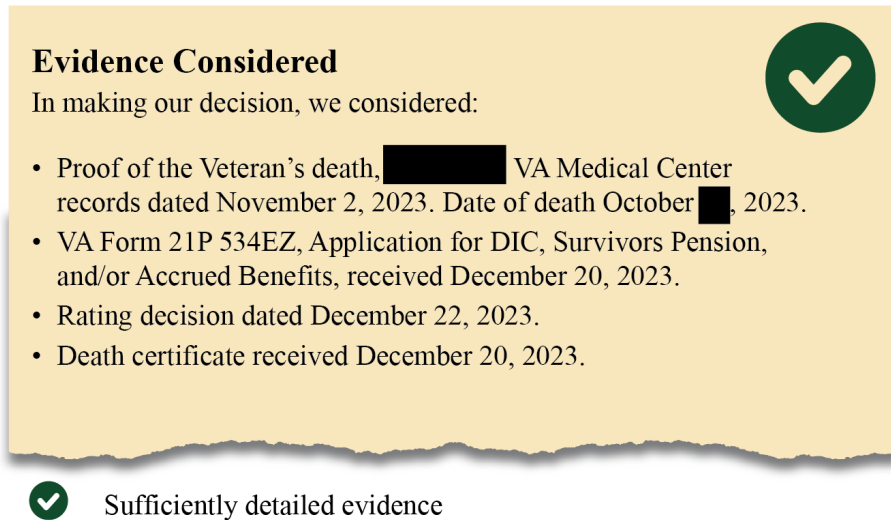 Evidence Considered
In making our decision, we considered:
• Proof of the Veteran’s death, VA Medical Center
records dated November 2, 2023. Date of death October , 2023.
• VA Form 21P 534EZ, Application for DIC, Survivors Pension,
and/or Accrued Benefits, received December 20, 2023.
• Rating decision dated December 22, 2023.
• Death certificate received December 20, 2023.
Sufficiently detailed evidence